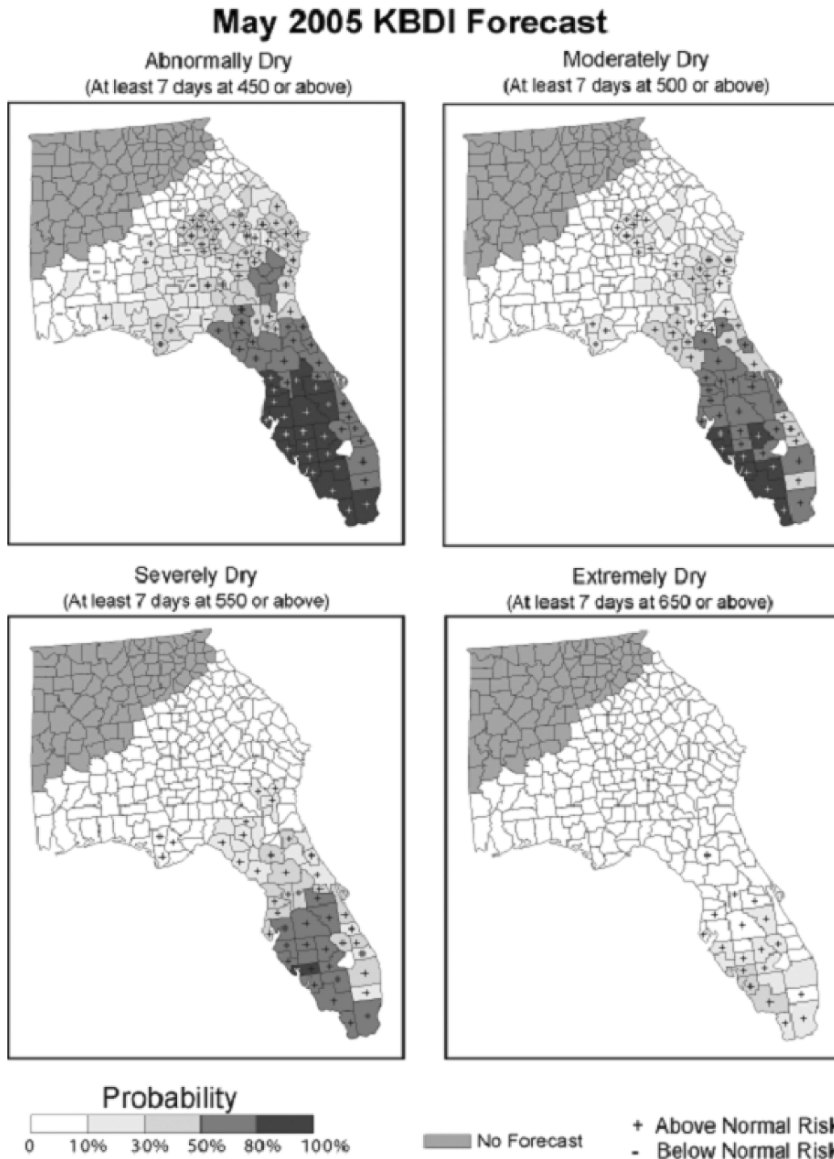 May 2005 KBDI Forecast
Abnormally Dry
(At least 7 days at 450 or above)
Moderately Dry
(At least 7 days at 500 or above)
Severely Dry
(At least 7 days at 550 or above)
Extremely Dry
(At least 7 days at 650 or above)
Probability
0 10% 30% 50% 80% 100%
No Forecast
+ Above Normal Risk
- Below Normal Risk